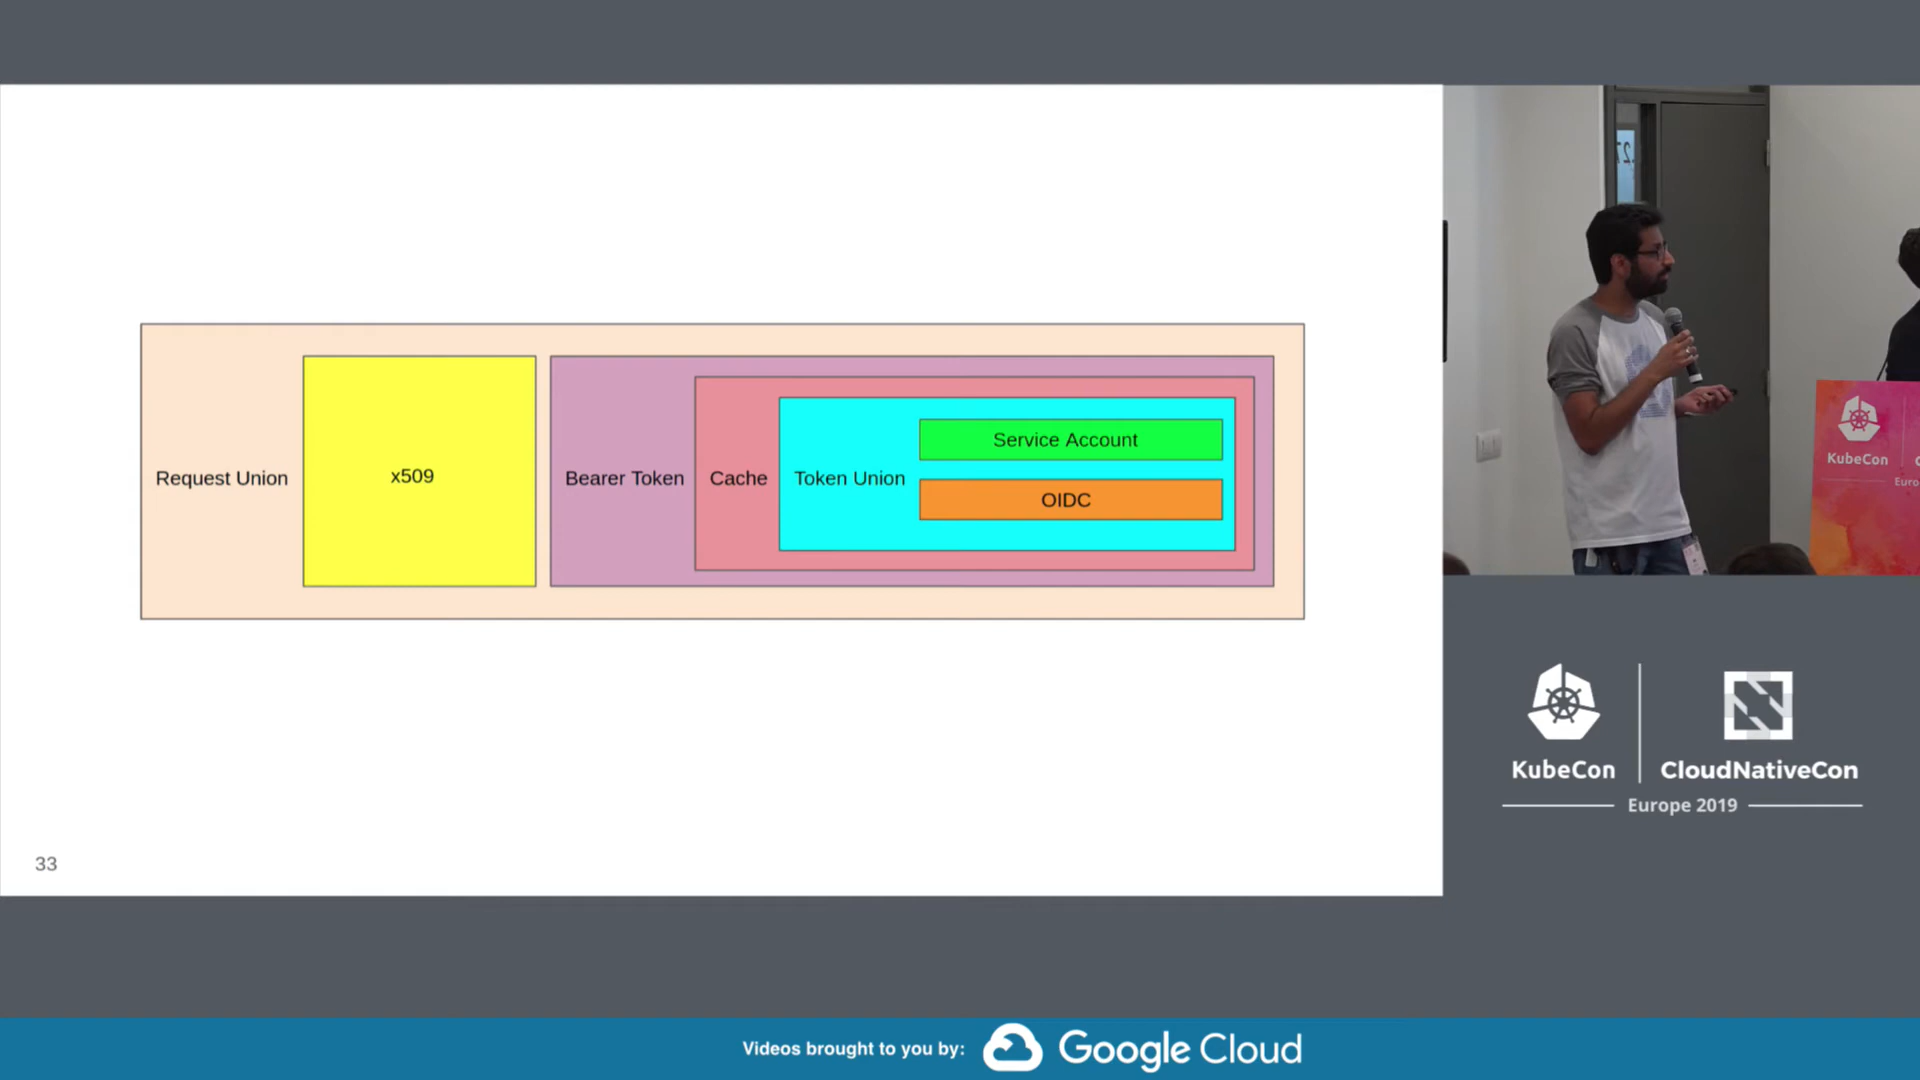 Request Union
x509
Bearer Token
Cache
Token Union
Service Account
OIDC
33
KubeCon
Euro
KubeCon
CloudNativeCon
Europe 2019
Videos brought to you by:
Google Cloud